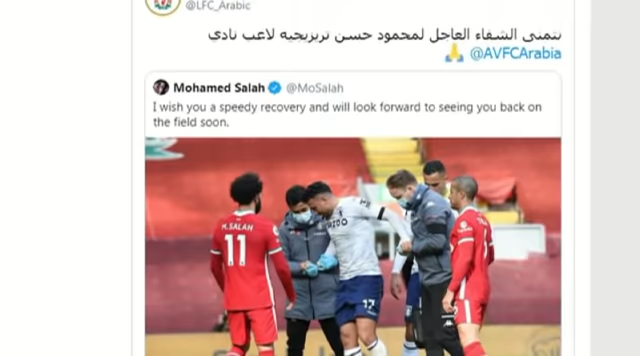 @LFC_Arabic
نتمنى الشفاء العاجل لمحمود حسن تريزيجيه لاعب نادي
@AVFCArabia 🙏
Mohamed Salah @MoSalah
I wish you a speedy recovery and will look forward to seeing you back on
the field soon.
M.SALAH
11
17